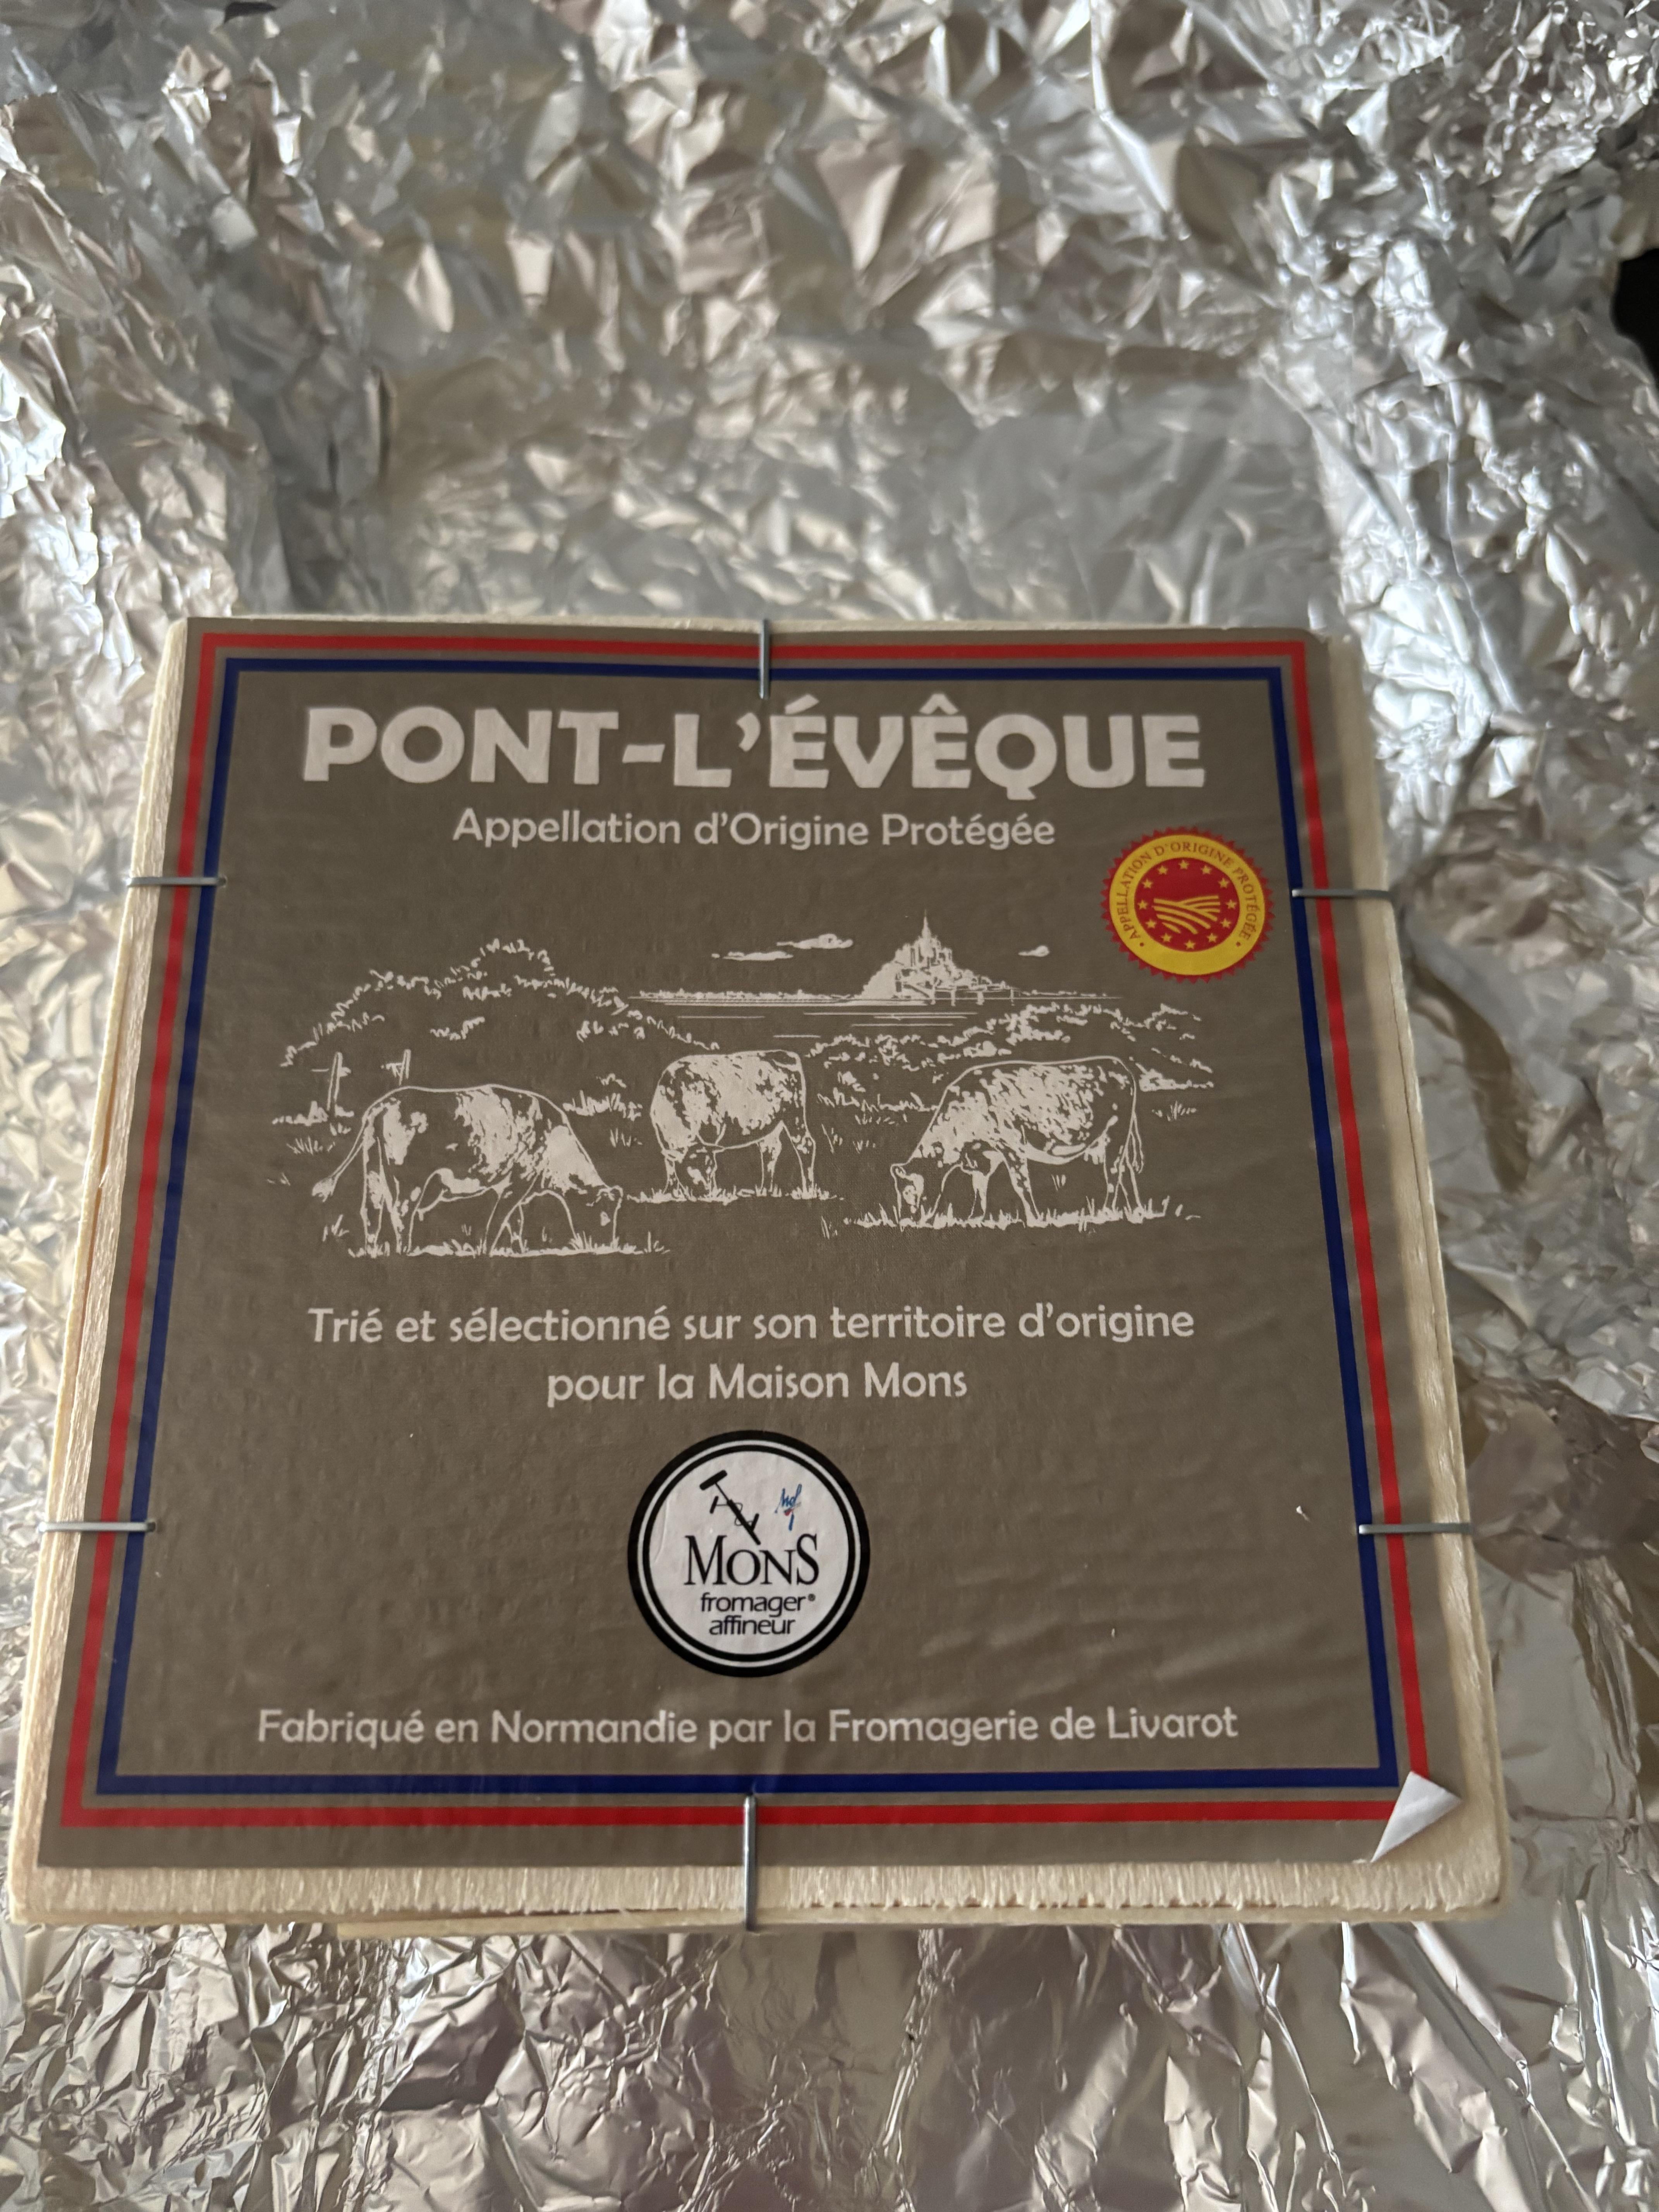 PONT-L'ÉVÊQUE
Appellation d'Origine Protégée
• APPELLATION D'ORIGINE PROTÉGÉE •
Trié et sélectionné sur son territoire d'origine
pour la Maison Mons
MONS
fromager®
affineur
Fabriqué en Normandie par la Fromagerie de Livarot